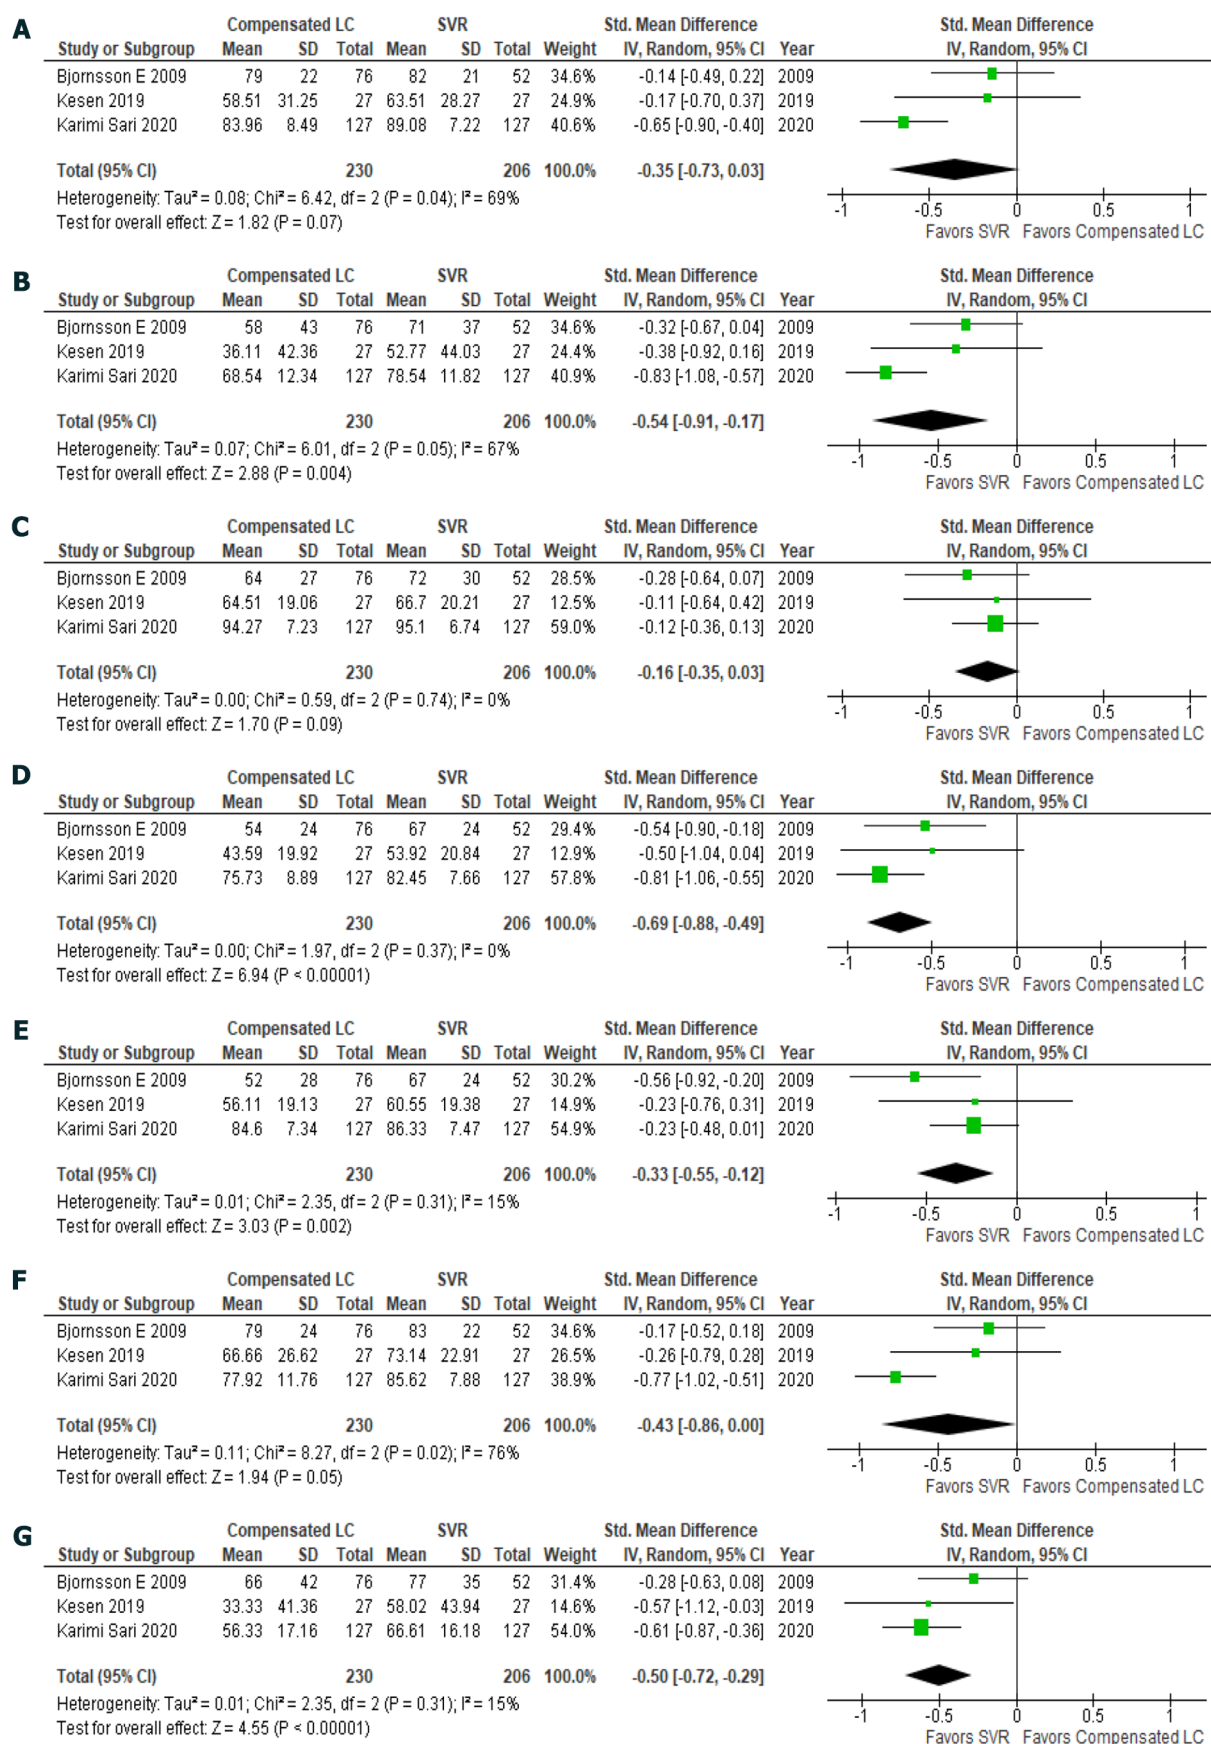 A
Compensated LC SVR Std. Mean Difference Std. Mean Difference
Study or Subgroup Mean SD Total Mean SD Total Weight IV, Random, 95% CI Year IV, Random, 95% CI
Bjornsson E 2009 79 22 76 82 21 52 34.6% -0.14 [-0.49, 0.22] 2009
Kesen 2019 58.51 31.25 27 63.51 28.27 27 24.9% -0.17 [-0.70, 0.37] 2019
Karimi Sari 2020 83.96 8.49 127 89.08 7.22 127 40.6% -0.65 [-0.90, -0.40] 2020
Total (95% CI) 230 206 100.0% -0.35 [-0.73, 0.03]
Heterogeneity: Tau² = 0.08; Chi² = 6.42, df = 2 (P = 0.04); I² = 69%
Test for overall effect: Z = 1.82 (P = 0.07)
-1 -0.5 0 0.5 1
Favors SVR Favors Compensated LC
B
Compensated LC SVR Std. Mean Difference Std. Mean Difference
Study or Subgroup Mean SD Total Mean SD Total Weight IV, Random, 95% CI Year IV, Random, 95% CI
Bjornsson E 2009 58 43 76 71 37 52 34.6% -0.32 [-0.67, 0.04] 2009
Kesen 2019 36.11 42.36 27 52.77 44.03 27 24.4% -0.38 [-0.92, 0.16] 2019
Karimi Sari 2020 68.54 12.34 127 78.54 11.82 127 40.9% -0.83 [-1.08, -0.57] 2020
Total (95% CI) 230 206 100.0% -0.54 [-0.91, -0.17]
Heterogeneity: Tau² = 0.07; Chi² = 6.01, df = 2 (P = 0.05); I² = 67%
Test for overall effect: Z = 2.88 (P = 0.004)
-1 -0.5 0 0.5 1
Favors SVR Favors Compensated LC
C
Compensated LC SVR Std. Mean Difference Std. Mean Difference
Study or Subgroup Mean SD Total Mean SD Total Weight IV, Random, 95% CI Year IV, Random, 95% CI
Bjornsson E 2009 64 27 76 72 30 52 28.5% -0.28 [-0.64, 0.07] 2009
Kesen 2019 64.51 19.06 27 66.7 20.21 27 12.5% -0.11 [-0.64, 0.42] 2019
Karimi Sari 2020 94.27 7.23 127 95.1 6.74 127 59.0% -0.12 [-0.36, 0.13] 2020
Total (95% CI) 230 206 100.0% -0.16 [-0.35, 0.03]
Heterogeneity: Tau² = 0.00; Chi² = 0.59, df = 2 (P = 0.74); I² = 0%
Test for overall effect: Z = 1.70 (P = 0.09)
-1 -0.5 0 0.5 1
Favors SVR Favors Compensated LC
D
Compensated LC SVR Std. Mean Difference Std. Mean Difference
Study or Subgroup Mean SD Total Mean SD Total Weight IV, Random, 95% CI Year IV, Random, 95% CI
Bjornsson E 2009 54 24 76 67 24 52 29.4% -0.54 [-0.90, -0.18] 2009
Kesen 2019 43.59 19.92 27 53.92 20.84 27 12.9% -0.50 [-1.04, 0.04] 2019
Karimi Sari 2020 75.73 8.89 127 82.45 7.66 127 57.8% -0.81 [-1.06, -0.55] 2020
Total (95% CI) 230 206 100.0% -0.69 [-0.88, -0.49]
Heterogeneity: Tau² = 0.00; Chi² = 1.97, df = 2 (P = 0.37); I² = 0%
Test for overall effect: Z = 6.94 (P < 0.00001)
-1 -0.5 0 0.5 1
Favors SVR Favors Compensated LC
E
Compensated LC SVR Std. Mean Difference Std. Mean Difference
Study or Subgroup Mean SD Total Mean SD Total Weight IV, Random, 95% CI Year IV, Random, 95% CI
Bjornsson E 2009 52 28 76 67 24 52 30.2% -0.56 [-0.92, -0.20] 2009
Kesen 2019 56.11 19.13 27 60.55 19.38 27 14.9% -0.23 [-0.76, 0.31] 2019
Karimi Sari 2020 84.6 7.34 127 86.33 7.47 127 54.9% -0.23 [-0.48, 0.01] 2020
Total (95% CI) 230 206 100.0% -0.33 [-0.55, -0.12]
Heterogeneity: Tau² = 0.01; Chi² = 2.35, df = 2 (P = 0.31); I² = 15%
Test for overall effect: Z = 3.03 (P = 0.002)
-1 -0.5 0 0.5 1
Favors SVR Favors Compensated LC
F
Compensated LC SVR Std. Mean Difference Std. Mean Difference
Study or Subgroup Mean SD Total Mean SD Total Weight IV, Random, 95% CI Year IV, Random, 95% CI
Bjornsson E 2009 79 24 76 83 22 52 34.6% -0.17 [-0.52, 0.18] 2009
Kesen 2019 66.66 26.62 27 73.14 22.91 27 26.5% -0.26 [-0.79, 0.28] 2019
Karimi Sari 2020 77.92 11.76 127 85.62 7.88 127 38.9% -0.77 [-1.02, -0.51] 2020
Total (95% CI) 230 206 100.0% -0.43 [-0.86, 0.00]
Heterogeneity: Tau² = 0.11; Chi² = 8.27, df = 2 (P = 0.02); I² = 76%
Test for overall effect: Z = 1.94 (P = 0.05)
-1 -0.5 0 0.5 1
Favors SVR Favors Compensated LC
G
Compensated LC SVR Std. Mean Difference Std. Mean Difference
Study or Subgroup Mean SD Total Mean SD Total Weight IV, Random, 95% CI Year IV, Random, 95% CI
Bjornsson E 2009 66 42 76 77 35 52 31.4% -0.28 [-0.63, 0.08] 2009
Kesen 2019 33.33 41.36 27 58.02 43.94 27 14.6% -0.57 [-1.12, -0.03] 2019
Karimi Sari 2020 56.33 17.16 127 66.61 16.18 127 54.0% -0.61 [-0.87, -0.36] 2020
Total (95% CI) 230 206 100.0% -0.50 [-0.72, -0.29]
Heterogeneity: Tau² = 0.01; Chi² = 2.35, df = 2 (P = 0.31); I² = 15%
Test for overall effect: Z = 4.55 (P < 0.00001)
-1 -0.5 0 0.5 1
Favors SVR Favors Compensated LC